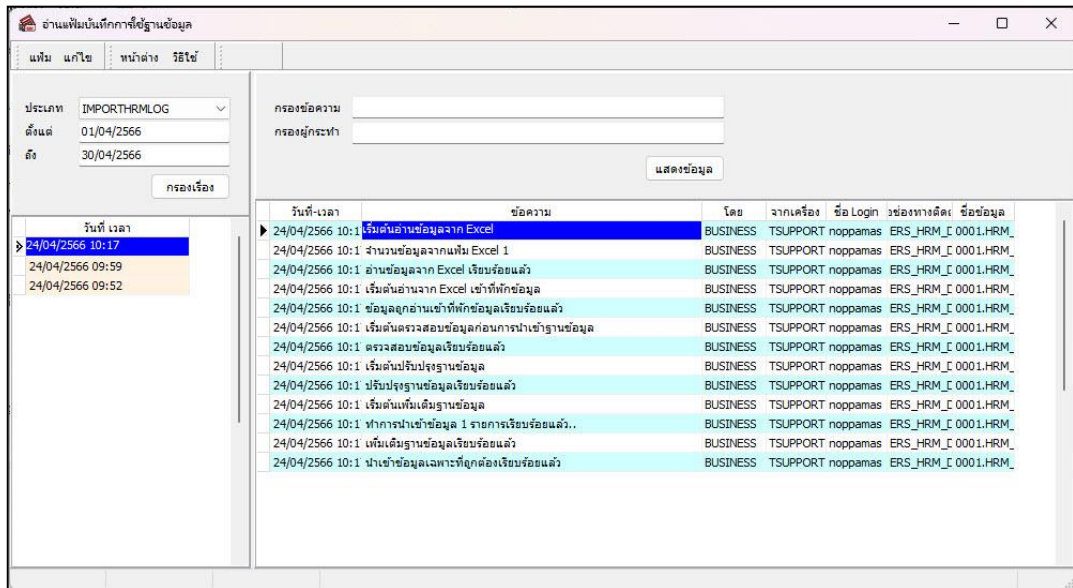 อ่านแฟ้มบันทึกการใช้ฐานข้อมูล
แฟ้ม แก้ไข หน้าต่าง วิธีใช้
ประเภท IMPORTHRMLOG
ตั้งแต่ 01/04/2566
ถึง 30/04/2566
กรองเรื่อง
วันที่ เวลา
24/04/2566 10:17
24/04/2566 09:59
24/04/2566 09:52
กรองข้อความ
กรองผู้กระทำ
แสดงข้อมูล
วันที่-เวลา ข้อความ โดย จากเครื่อง ชื่อ Login ช่องทางติดต ชื่อข้อมูล
24/04/2566 10:1 เริ่มต้นอ่านข้อมูลจาก Excel BUSINESS TSUPPORT noppamas ERS_HRM_D 0001.HRM_
24/04/2566 10:1 จำนวนข้อมูลจากแฟ้ม Excel 1 BUSINESS TSUPPORT noppamas ERS_HRM_D 0001.HRM_
24/04/2566 10:1 อ่านข้อมูลจาก Excel เรียบร้อยแล้ว BUSINESS TSUPPORT noppamas ERS_HRM_D 0001.HRM_
24/04/2566 10:1 เริ่มต้นอ่านจาก Excel เข้าที่พักข้อมูล BUSINESS TSUPPORT noppamas ERS_HRM_D 0001.HRM_
24/04/2566 10:1 ข้อมูลถูกอ่านเข้าที่พักข้อมูลเรียบร้อยแล้ว BUSINESS TSUPPORT noppamas ERS_HRM_D 0001.HRM_
24/04/2566 10:1 เริ่มต้นตรวจสอบข้อมูลก่อนการนำเข้าฐานข้อมูล BUSINESS TSUPPORT noppamas ERS_HRM_D 0001.HRM_
24/04/2566 10:1 ตรวจสอบข้อมูลเรียบร้อยแล้ว BUSINESS TSUPPORT noppamas ERS_HRM_D 0001.HRM_
24/04/2566 10:1 เริ่มต้นปรับปรุงฐานข้อมูล BUSINESS TSUPPORT noppamas ERS_HRM_D 0001.HRM_
24/04/2566 10:1 ปรับปรุงฐานข้อมูลเรียบร้อยแล้ว BUSINESS TSUPPORT noppamas ERS_HRM_D 0001.HRM_
24/04/2566 10:1 เริ่มต้นเพิ่มเติมฐานข้อมูล BUSINESS TSUPPORT noppamas ERS_HRM_D 0001.HRM_
24/04/2566 10:1 ทำการนำเข้าข้อมูล 1 รายการเรียบร้อยแล้ว.. BUSINESS TSUPPORT noppamas ERS_HRM_D 0001.HRM_
24/04/2566 10:1 เพิ่มเติมฐานข้อมูลเรียบร้อยแล้ว BUSINESS TSUPPORT noppamas ERS_HRM_D 0001.HRM_
24/04/2566 10:1 นำเข้าข้อมูลเฉพาะที่ถูกต้องเรียบร้อยแล้ว BUSINESS TSUPPORT noppamas ERS_HRM_D 0001.HRM_